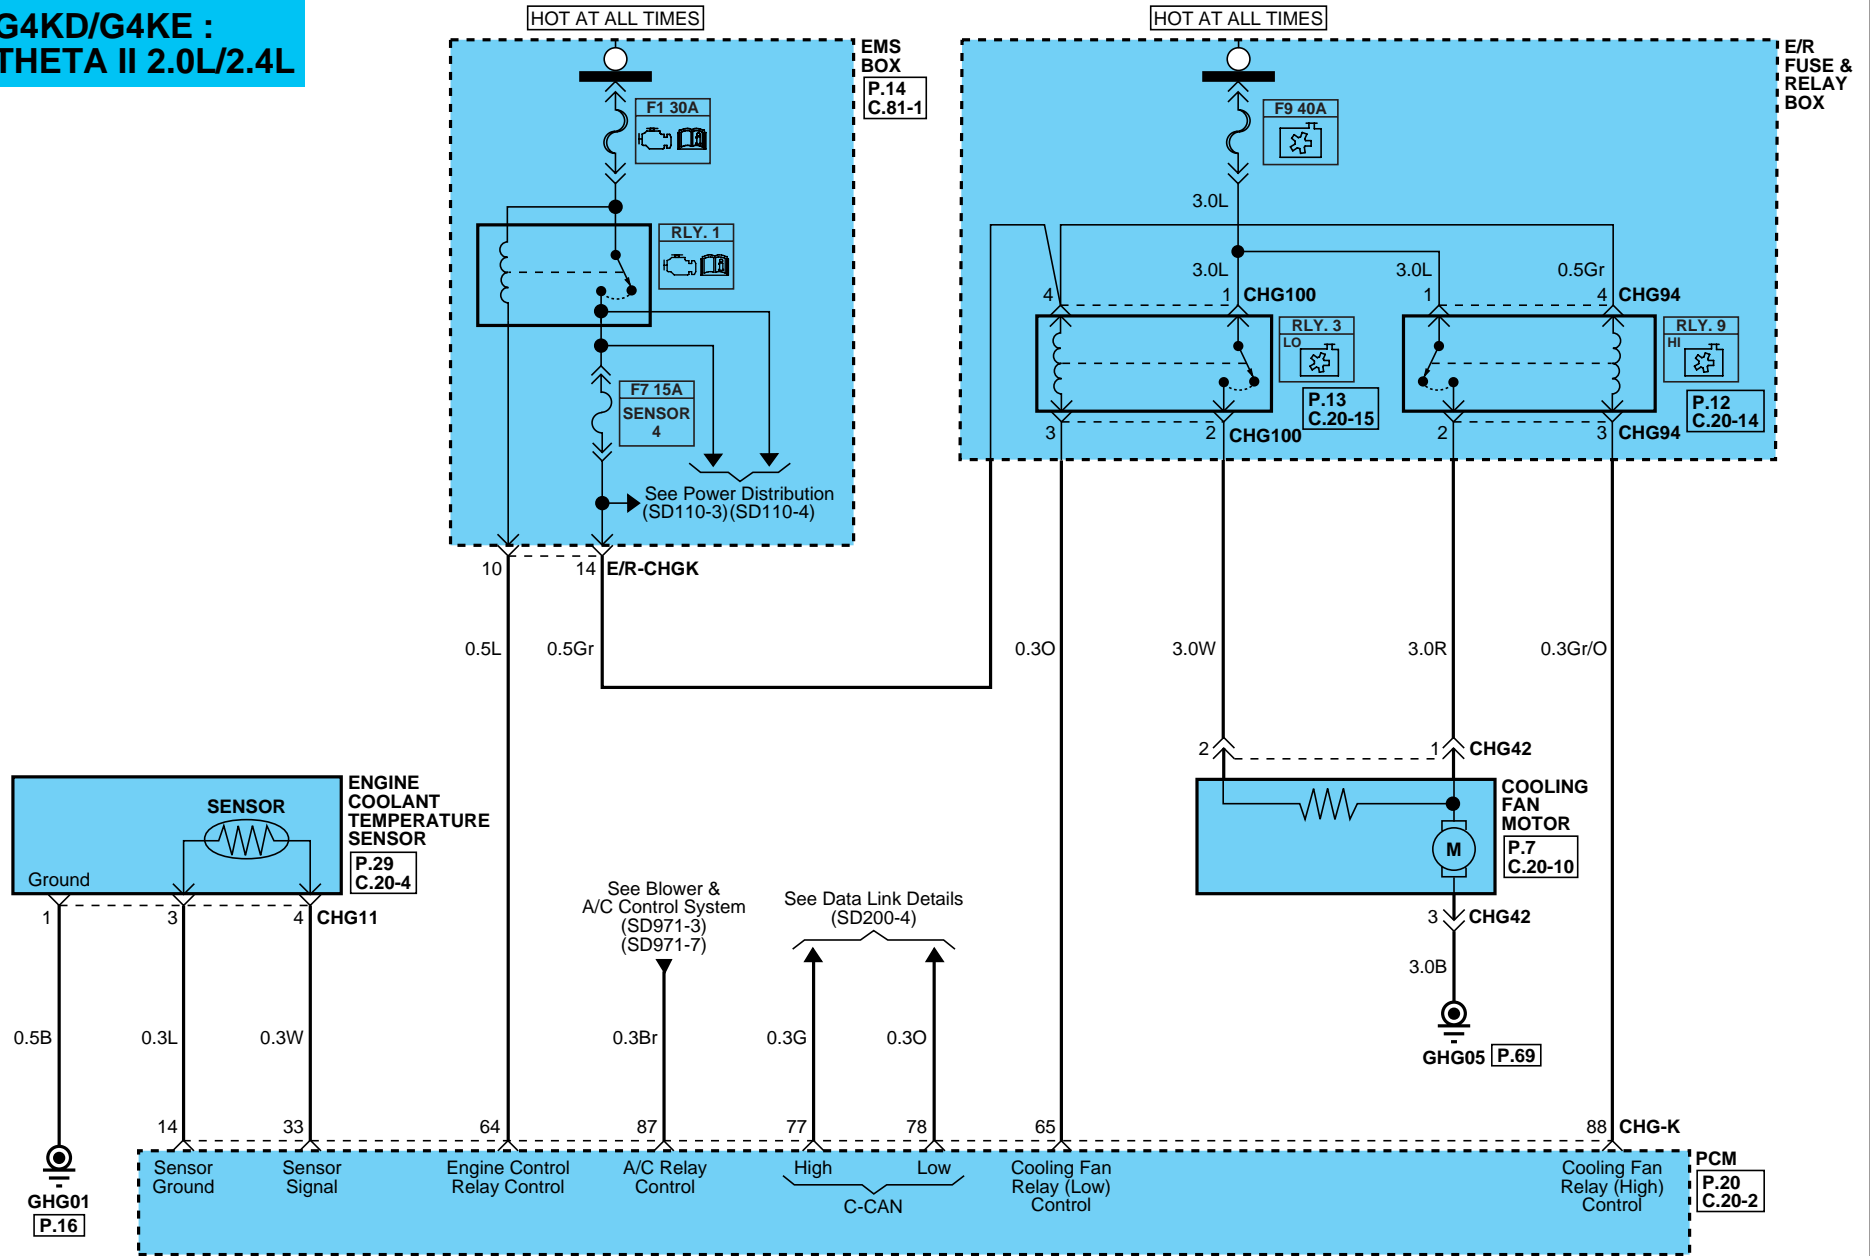 G4KD/G4KE :
THETA II 2.0L/2.4L
HOT AT ALL TIMES
HOT AT ALL TIMES
EMS
BOX
P.14
C.81-1
E/R
FUSE &
RELAY
BOX
F1 30A
F9 40A
3.0L
RLY. 1
3.0L
3.0L
0.5Gr
4
1
CHG100
1
4
CHG94
RLY. 3
LO
RLY. 9
HI
F7 15A
SENSOR
4
P.13
C.20-15
P.12
C.20-14
3
2
CHG100
2
3
CHG94
See Power Distribution
(SD110-3)(SD110-4)
10
14
E/R-CHGK
0.5L
0.5Gr
0.3O
3.0W
3.0R
0.3Gr/O
2
1
CHG42
ENGINE
COOLANT
TEMPERATURE
SENSOR
P.29
C.20-4
SENSOR
Ground
COOLING
FAN
MOTOR
P.7
C.20-10
M
1
3
4
CHG11
See Blower &
A/C Control System
(SD971-3)
(SD971-7)
See Data Link Details
(SD200-4)
3
CHG42
3.0B
0.5B
0.3L
0.3W
0.3Br
0.3G
0.3O
GHG05
P.69
14
33
64
87
77
78
65
88
CHG-K
GHG01
P.16
Sensor
Ground
Sensor
Signal
Engine Control
Relay Control
A/C Relay
Control
High
Low
C-CAN
Cooling Fan
Relay (Low)
Control
Cooling Fan
Relay (High)
Control
PCM
P.20
C.20-2